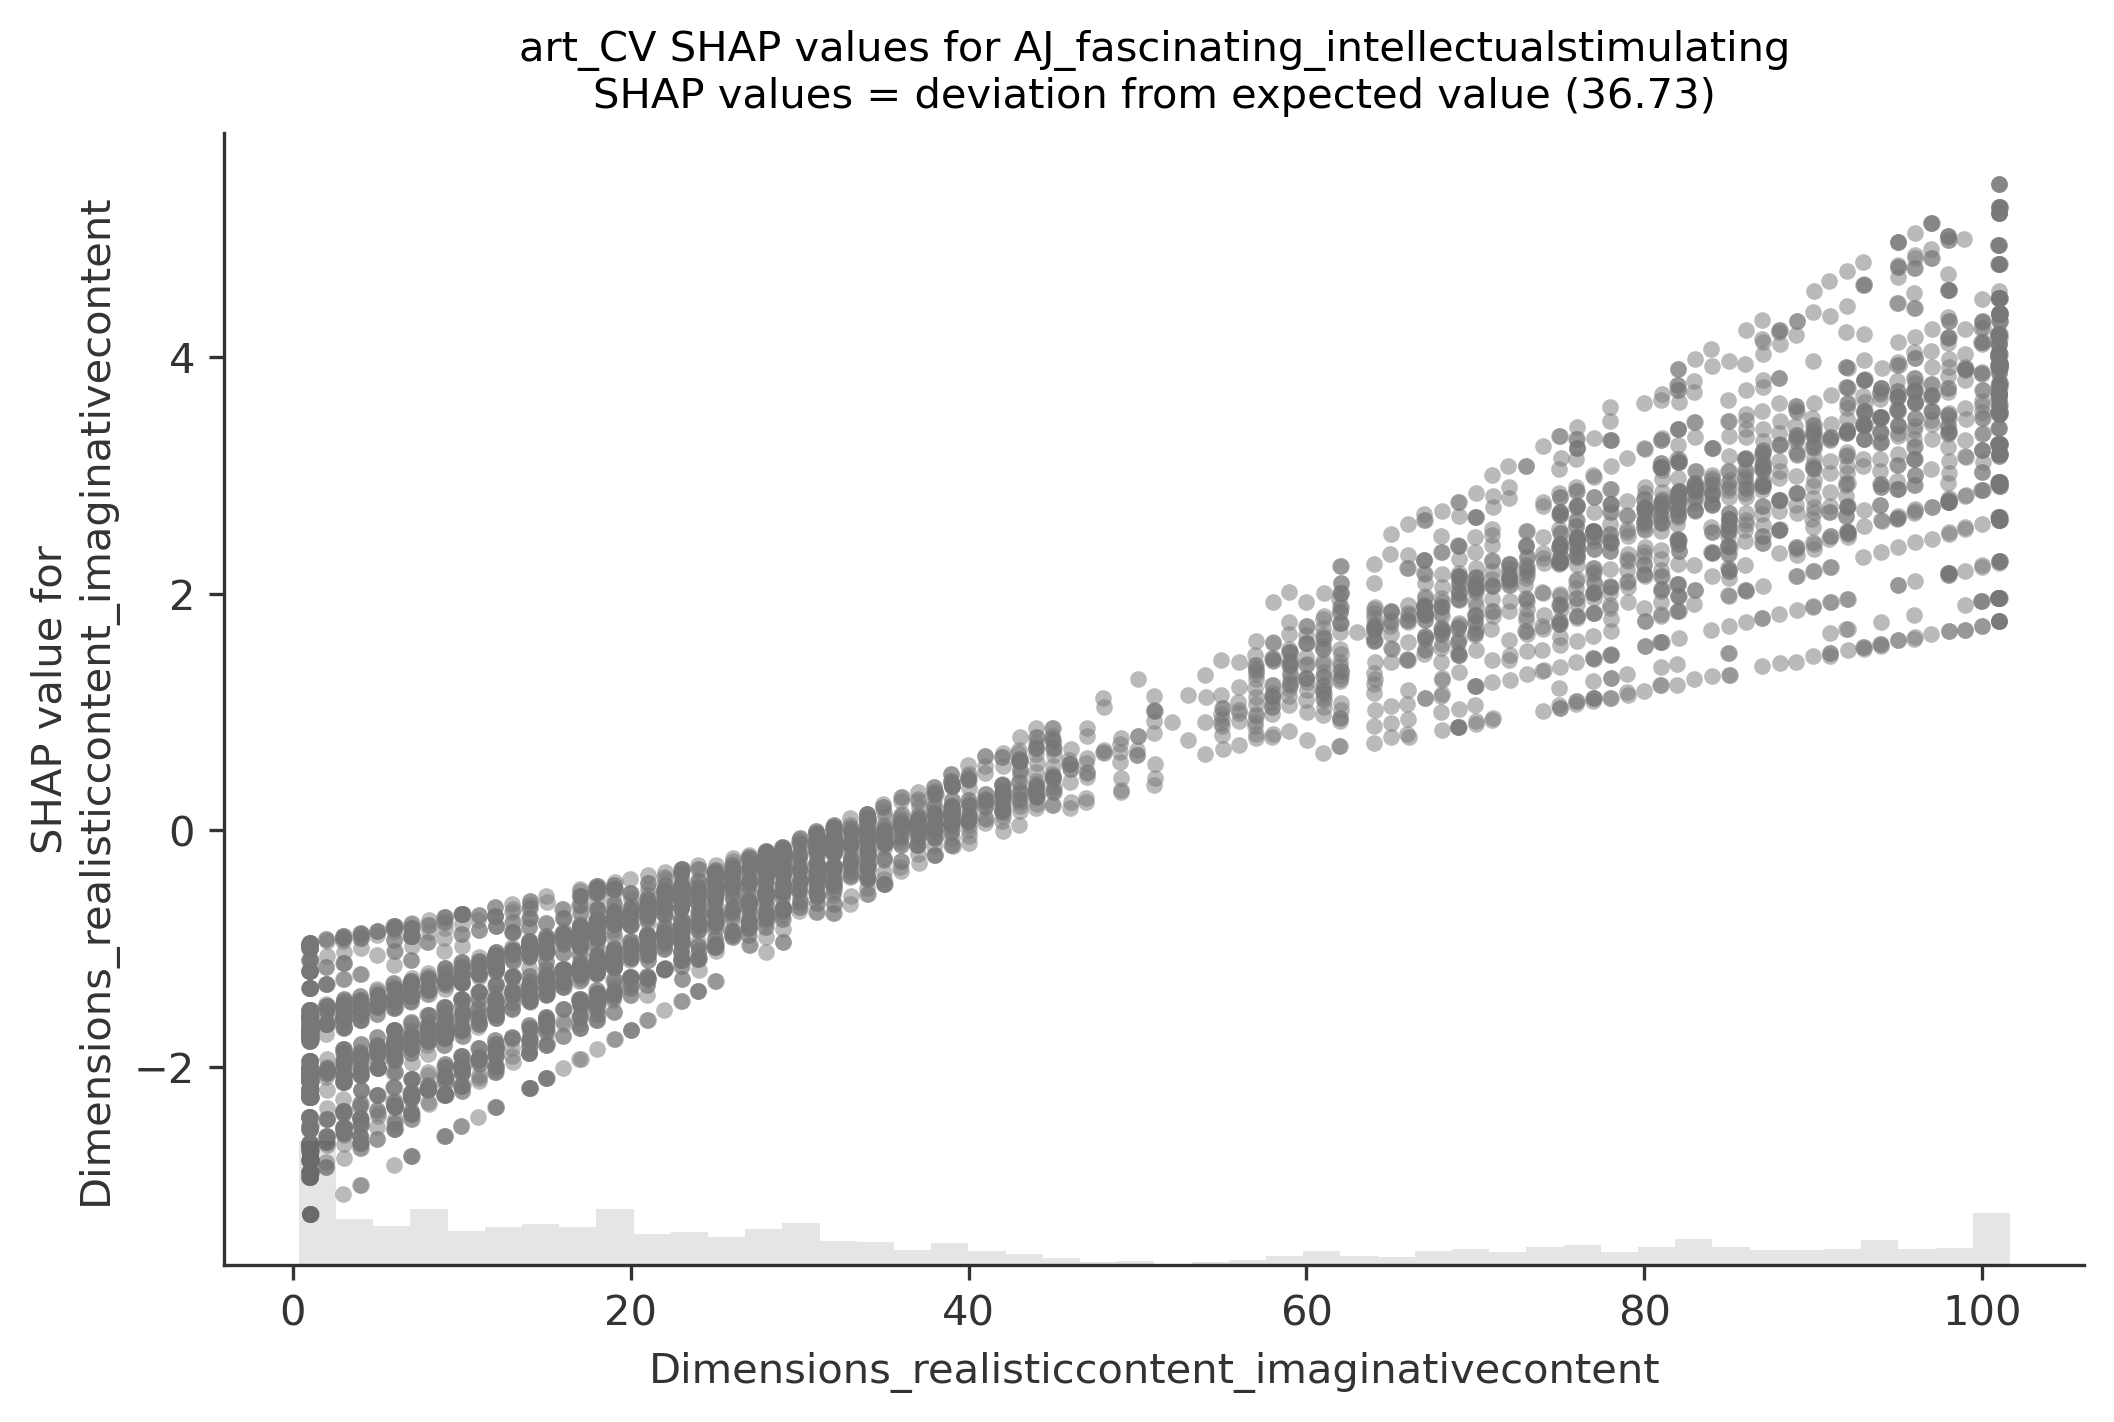 art_CV SHAP values for AJ_fascinating_intellectualstimulating
SHAP values = deviation from expected value (36.73)
SHAP value for
Dimensions_realisticcontent_imaginativecontent
4
2
0
−2
0
20
40
60
80
100
Dimensions_realisticcontent_imaginativecontent